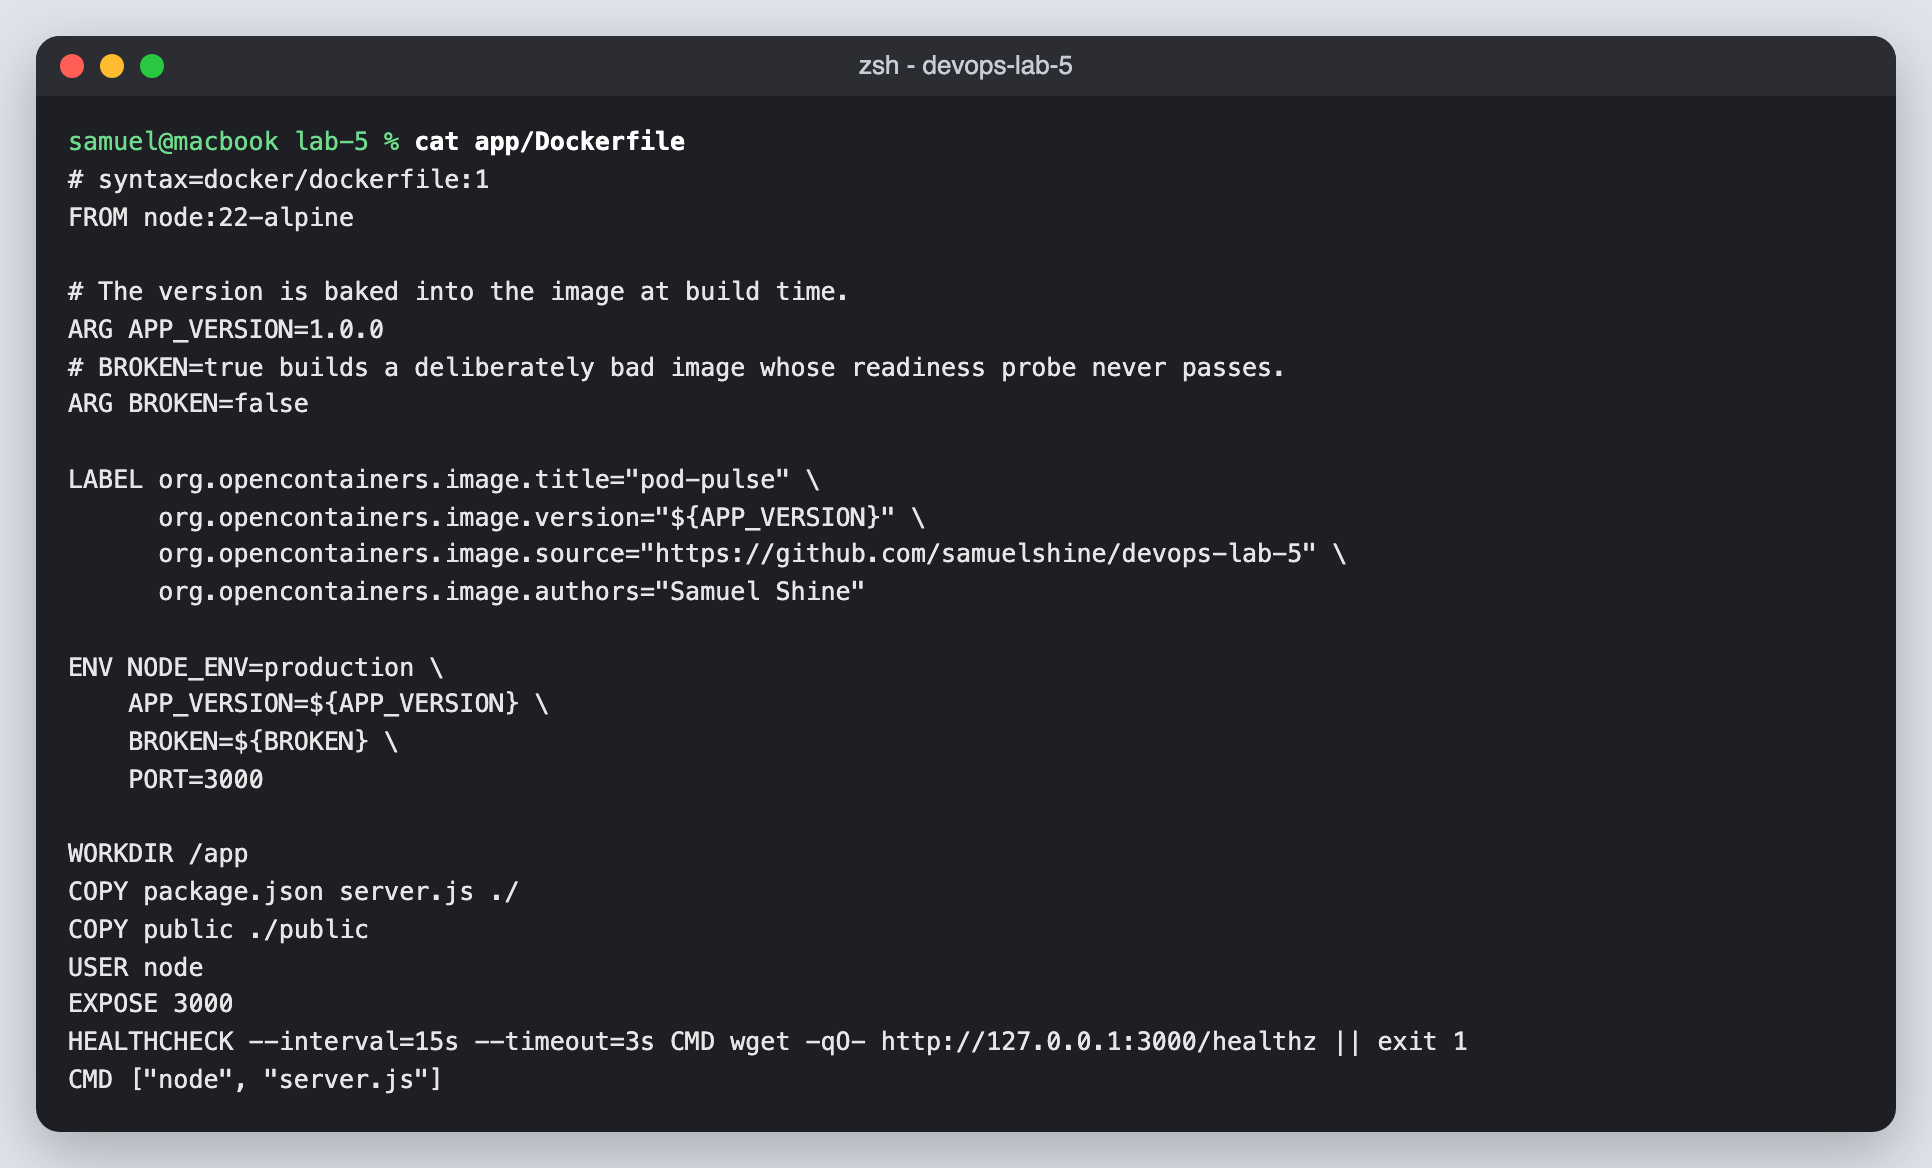 zsh - devops-lab-5
samuel@macbook lab-5 % cat app/Dockerfile
# syntax=docker/dockerfile:1
FROM node:22-alpine

# The version is baked into the image at build time.
ARG APP_VERSION=1.0.0
# BROKEN=true builds a deliberately bad image whose readiness probe never passes.
ARG BROKEN=false

LABEL org.opencontainers.image.title="pod-pulse" \
      org.opencontainers.image.version="${APP_VERSION}" \
      org.opencontainers.image.source="https://github.com/samuelshine/devops-lab-5" \
      org.opencontainers.image.authors="Samuel Shine"

ENV NODE_ENV=production \
    APP_VERSION=${APP_VERSION} \
    BROKEN=${BROKEN} \
    PORT=3000

WORKDIR /app
COPY package.json server.js ./
COPY public ./public
USER node
EXPOSE 3000
HEALTHCHECK --interval=15s --timeout=3s CMD wget -qO- http://127.0.0.1:3000/healthz || exit 1
CMD ["node", "server.js"]